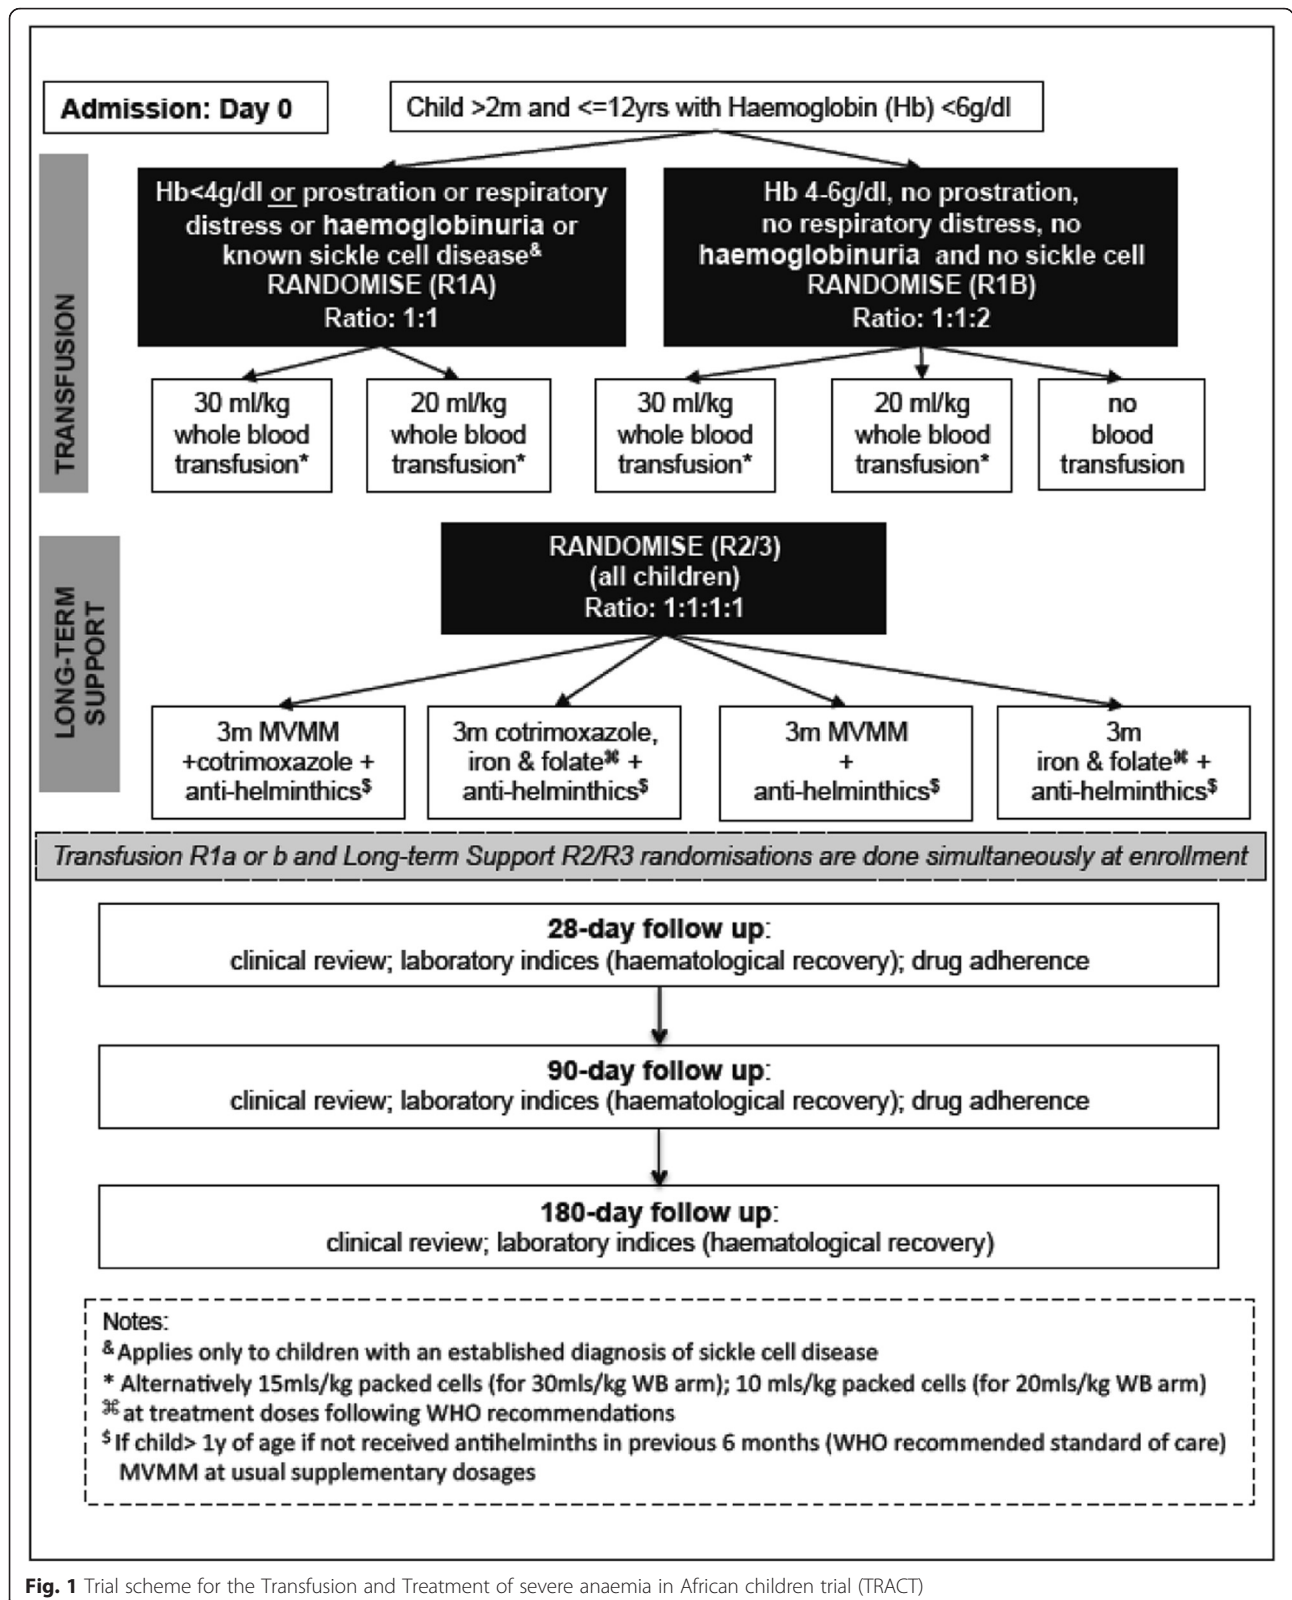 Admission: Day 0
Child >2m and <=12yrs with Haemoglobin (Hb) <6g/dl
TRANSFUSION
Hb<4g/dl or prostration or respiratory
distress or haemoglobinuria or
known sickle cell disease&
RANDOMISE (R1A)
Ratio: 1:1
Hb 4-6g/dl, no prostration,
no respiratory distress, no
haemoglobinuria and no sickle cell
RANDOMISE (R1B)
Ratio: 1:1:2
30 ml/kg
whole blood
transfusion*
20 ml/kg
whole blood
transfusion*
30 ml/kg
whole blood
transfusion*
20 ml/kg
whole blood
transfusion*
no
blood
transfusion
LONG-TERM
SUPPORT
RANDOMISE (R2/3)
(all children)
Ratio: 1:1:1:1
3m MVMM
+cotrimoxazole +
anti-helminthics$
3m cotrimoxazole,
iron & folate⌘ +
anti-helminthics$
3m MVMM
+
anti-helminthics$
3m
iron & folate⌘ +
anti-helminthics$
Transfusion R1a or b and Long-term Support R2/R3 randomisations are done simultaneously at enrollment
28-day follow up:
clinical review; laboratory indices (haematological recovery); drug adherence
90-day follow up:
clinical review; laboratory indices (haematological recovery); drug adherence
180-day follow up:
clinical review; laboratory indices (haematological recovery)
Notes:
& Applies only to children with an established diagnosis of sickle cell disease
* Alternatively 15mls/kg packed cells (for 30mls/kg WB arm); 10 mls/kg packed cells (for 20mls/kg WB arm)
⌘ at treatment doses following WHO recommendations
$ If child> 1y of age if not received antihelminths in previous 6 months (WHO recommended standard of care)
MVMM at usual supplementary dosages
Fig. 1 Trial scheme for the Transfusion and Treatment of severe anaemia in African children trial (TRACT)